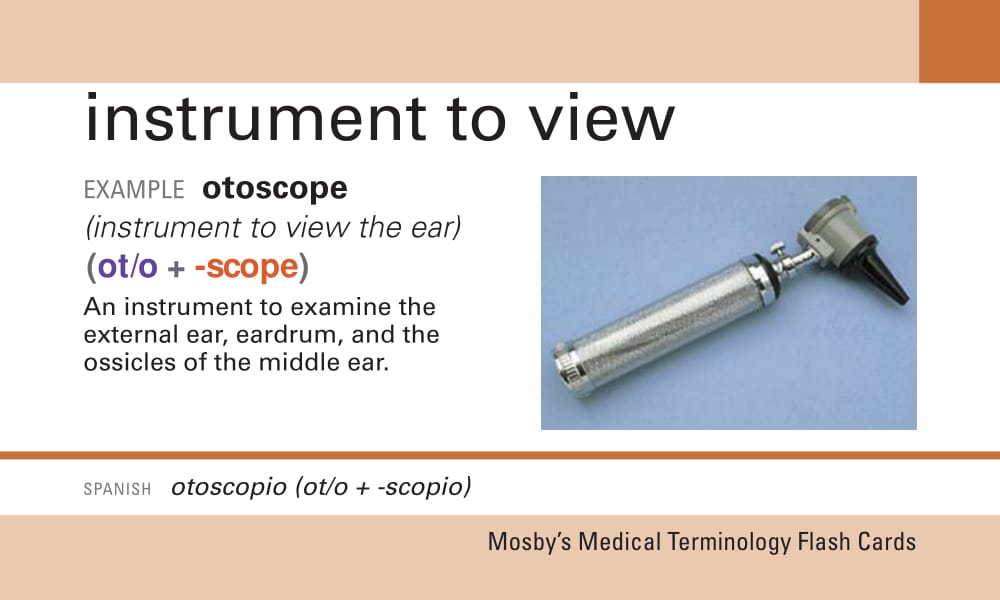 instrument to view
EXAMPLE otoscope
(instrument to view the ear)
(ot/o + -scope)
An instrument to examine the
external ear, eardrum, and the
ossicles of the middle ear.
SPANISH otoscopio (ot/o + -scopio)
Mosby's Medical Terminology Flash Cards